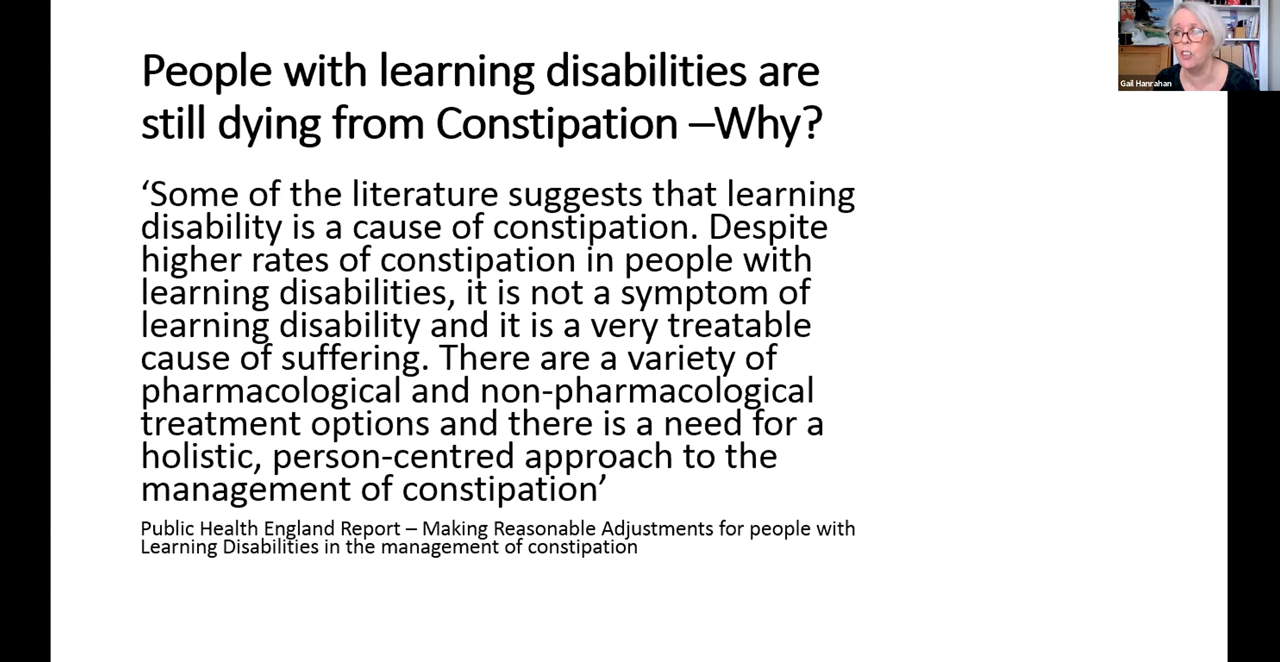 People with learning disabilities are
still dying from Constipation –Why?
‘Some of the literature suggests that learning
disability is a cause of constipation. Despite
higher rates of constipation in people with
learning disabilities, it is not a symptom of
learning disability and it is a very treatable
cause of suffering. There are a variety of
pharmacological and non-pharmacological
treatment options and there is a need for a
holistic, person-centred approach to the
management of constipation’
Public Health England Report – Making Reasonable Adjustments for people with
Learning Disabilities in the management of constipation
Gail Hanrahan